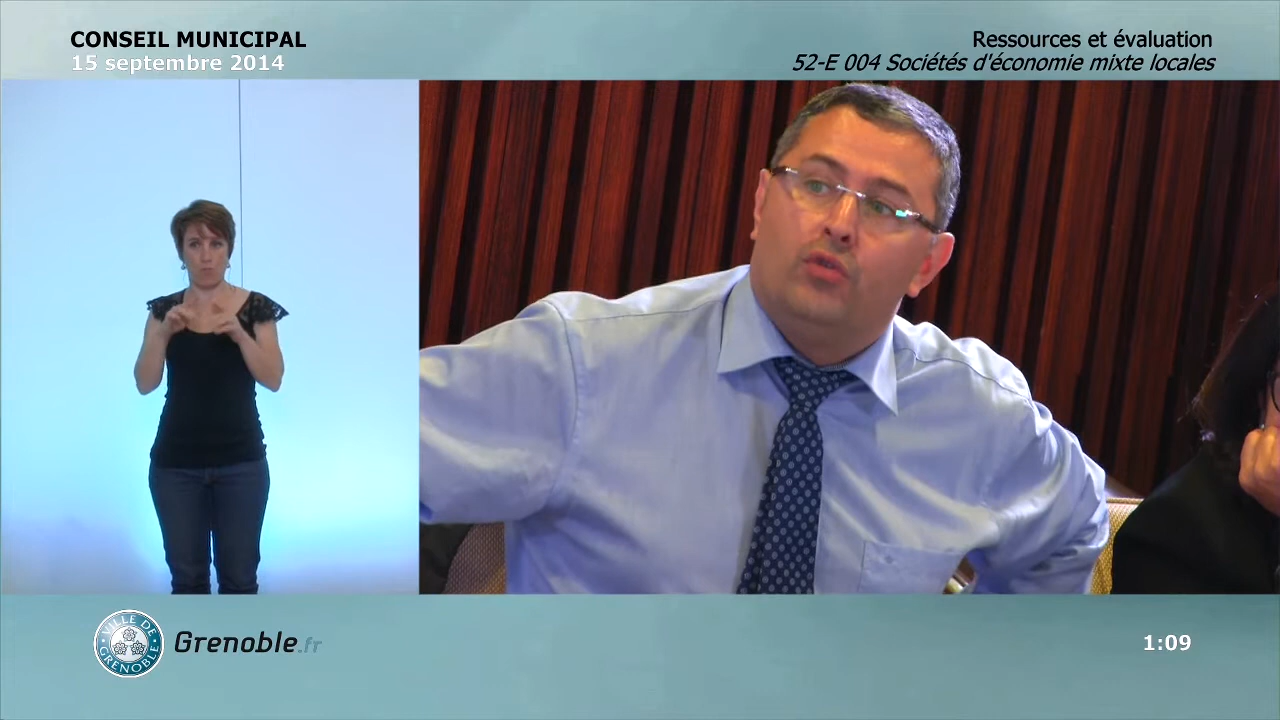 CONSEIL MUNICIPAL
15 septembre 2014
Ressources et évaluation
52-E 004 Sociétés d'économie mixte locales
VILLE DE GRENOBLE
Grenoble.fr
1:09